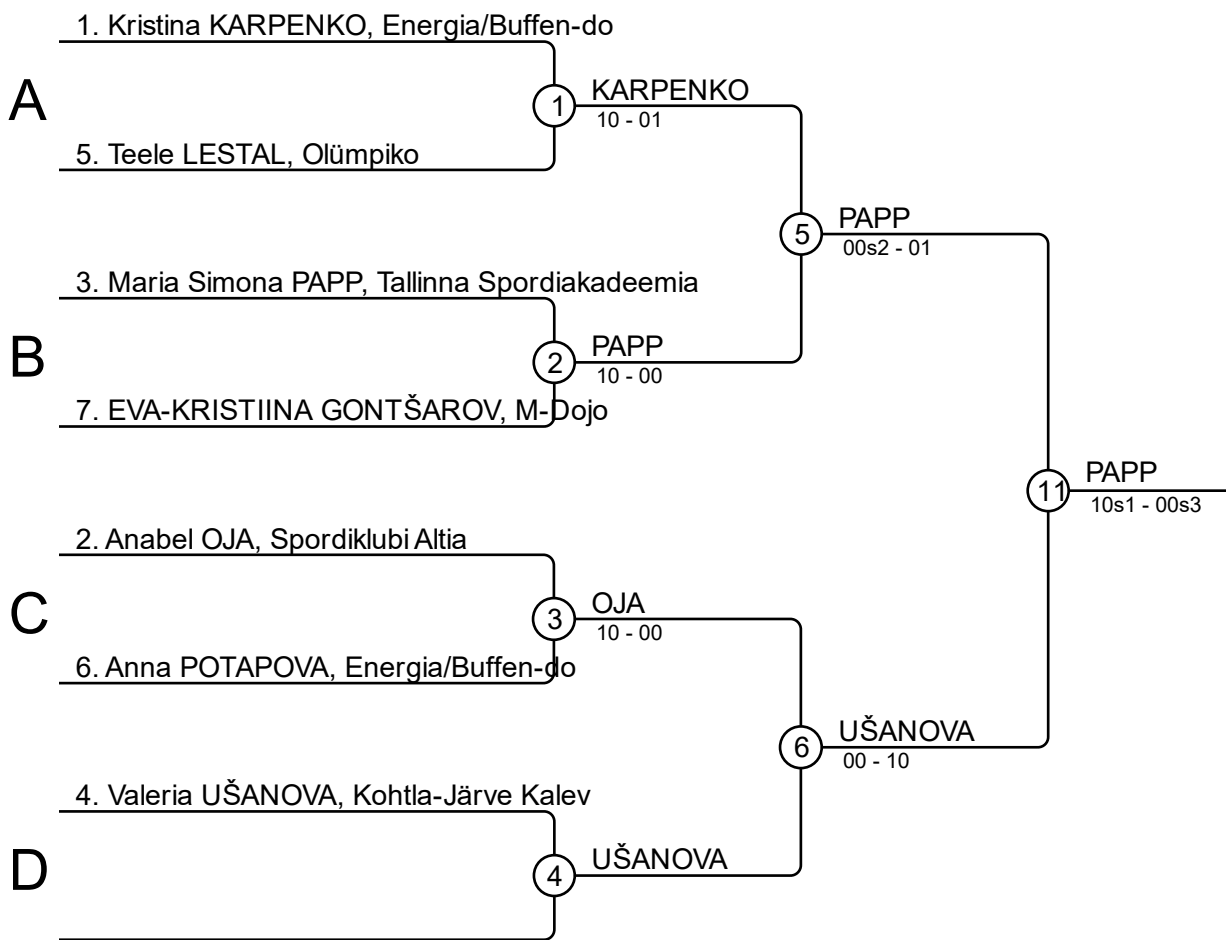 1. Kristina KARPENKO, Energia/Buffen-do
A
1
KARPENKO
10 - 01
5. Teele LESTAL, Olümpiko
5
PAPP
00s2 - 01
3. Maria Simona PAPP, Tallinna Spordiakadeemia
B
2
PAPP
10 - 00
7. EVA-KRISTIINA GONTŠAROV, M-Dojo
11
PAPP
10s1 - 00s3
2. Anabel OJA, Spordiklubi Altia
C
3
OJA
10 - 00
6. Anna POTAPOVA, Energia/Buffen-do
6
UŠANOVA
00 - 10
4. Valeria UŠANOVA, Kohtla-Järve Kalev
D
4
UŠANOVA